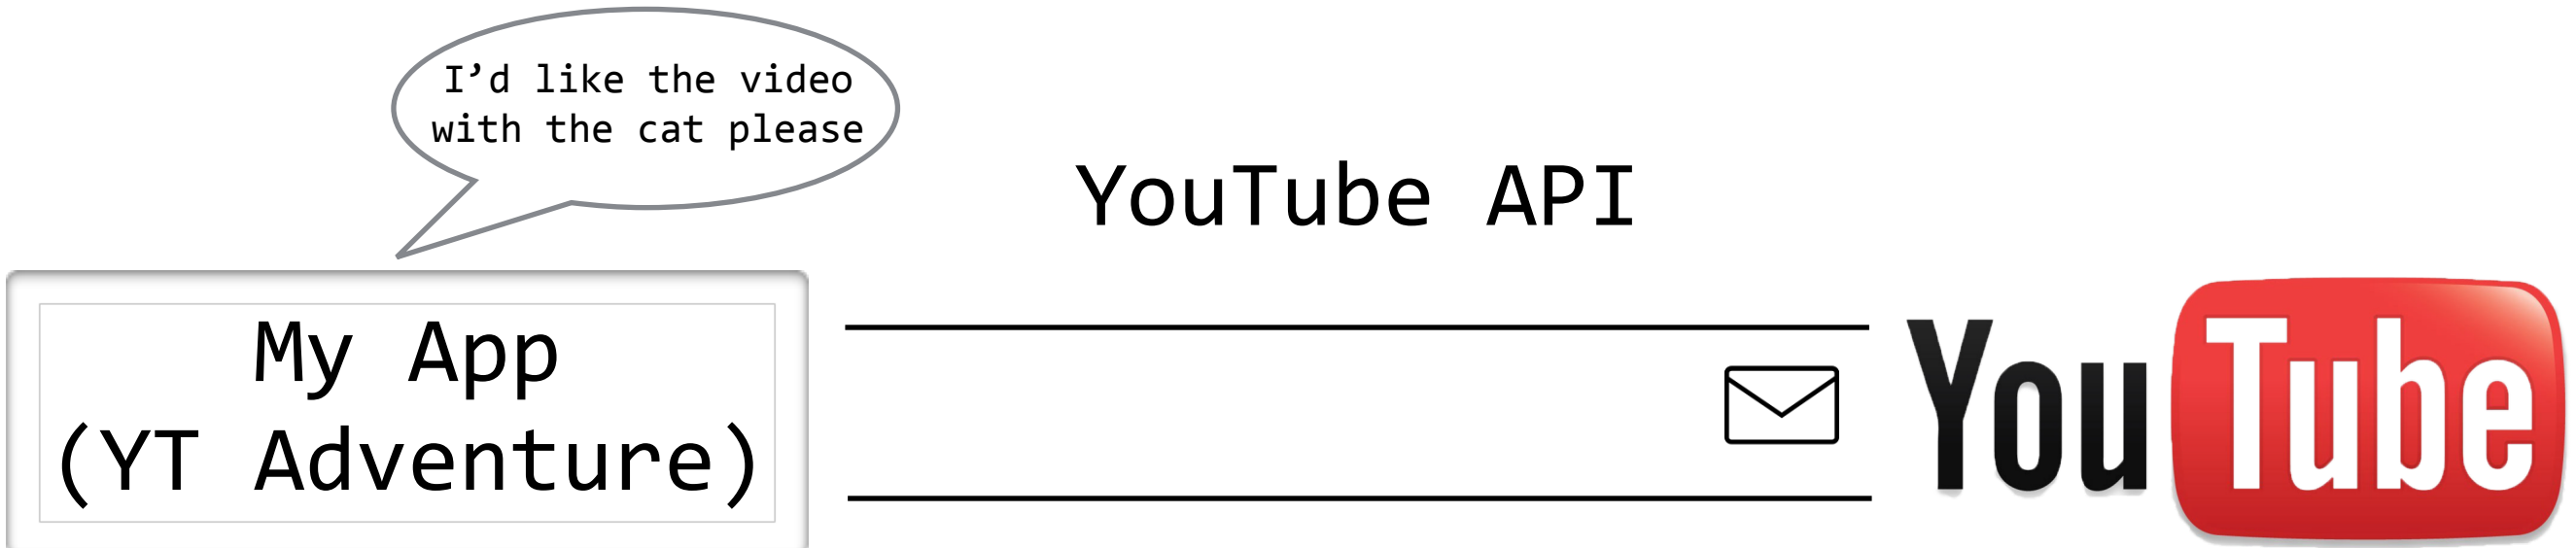 I’d like the video
with the cat please
YouTube API
My App
(YT Adventure)
YouTube